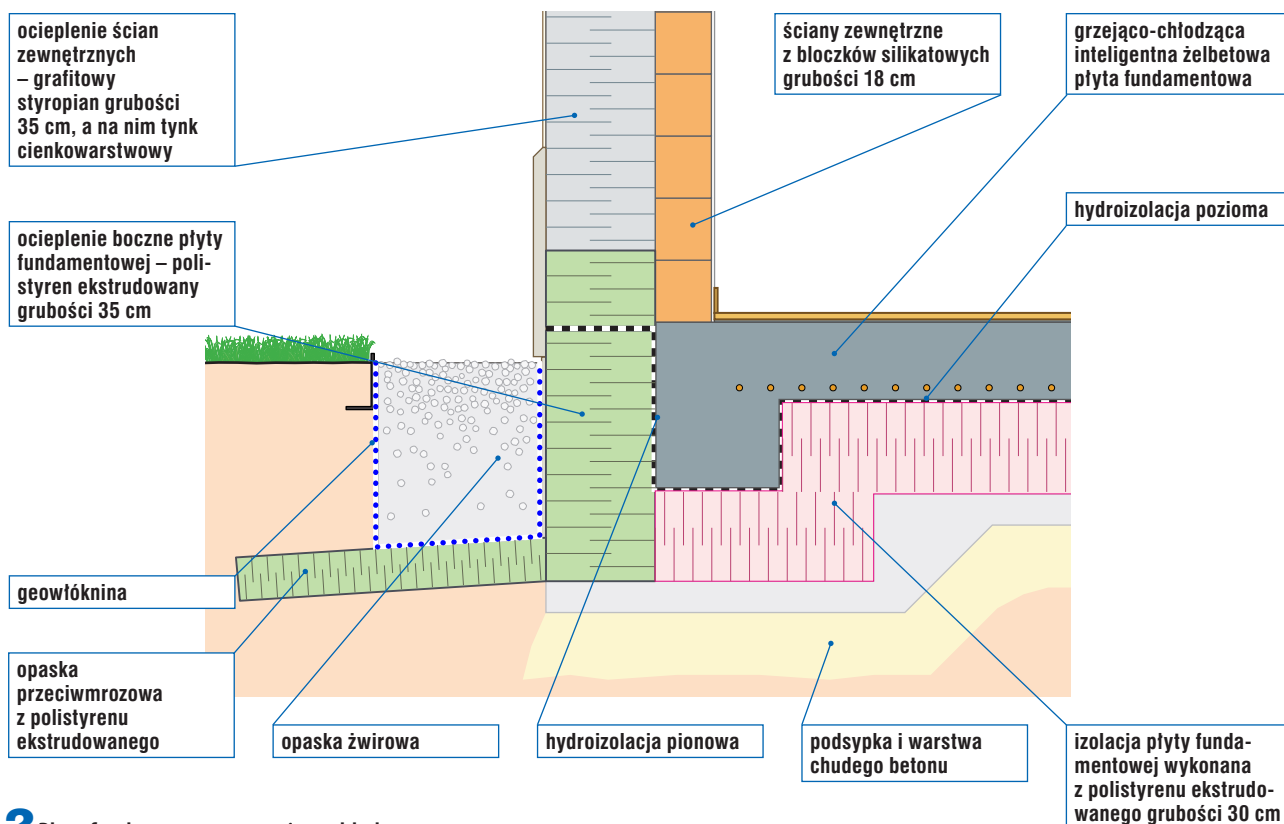 ocieplenie ścian
zewnętrznych
– grafitowy
styropian grubości
35 cm, a na nim tynk
cienkowarstwowy
ściany zewnętrzne
z bloczków silikatowych
grubości 18 cm
grzejąco-chłodząca
inteligentna żelbetowa
płyta fundamentowa
hydroizolacja pozioma
ocieplenie boczne płyty
fundamentowej – poli-
styren ekstrudowany
grubości 35 cm
geowłóknina
opaska
przeciwmrozowa
z polistyrenu
ekstrudowanego
opaska żwirowa
hydroizolacja pionowa
podsypka i warstwa
chudego betonu
izolacja płyty funda-
mentowej wykonana
z polistyrenu ekstrudo-
wanego grubości 30 cm